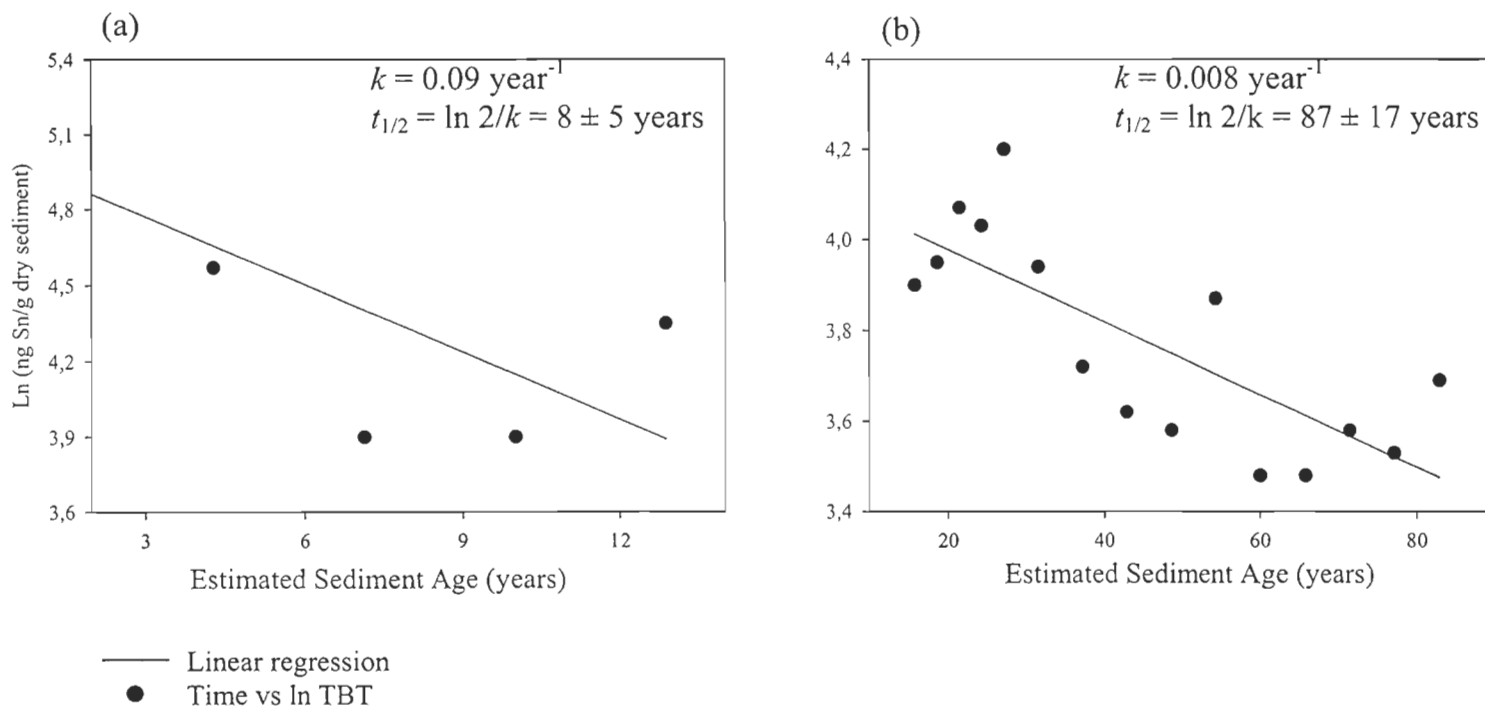 (a)
k = 0.09 year⁻¹
t1/2 = ln 2/k = 8 ± 5 years
5,4
5,1
4,8
4,5
4,2
3,9
3,6
Ln (ng Sn/g dry sediment)
3 6 9 12
Estimated Sediment Age (years)
(b)
k = 0.008 year⁻¹
t1/2 = ln 2/k = 87 ± 17 years
4,4
4,2
4,0
3,8
3,6
3,4
20 40 60 80
Estimated Sediment Age (years)
Linear regression
Time vs ln TBT